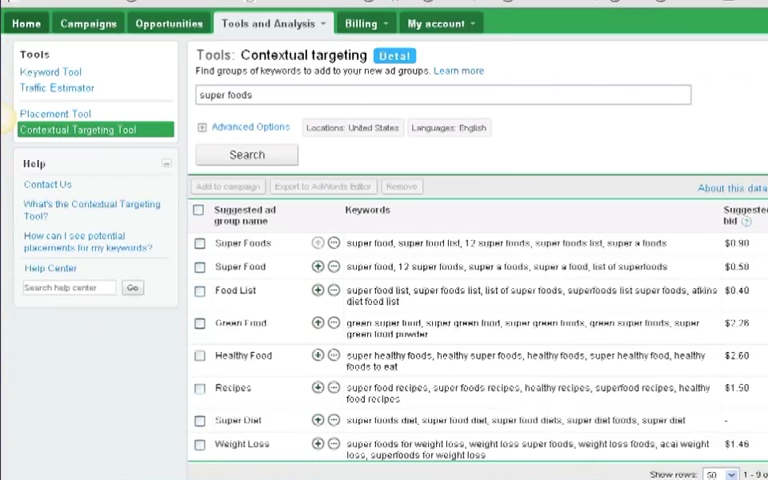 Home Campaigns Opportunities Tools and Analysis Billing My account
Tools
Keyword Tool
Traffic Estimator
Placement Tool
Contextual Targeting Tool
Help
Contact Us
What's the Contextual Targeting
Tool?
How can I see potential
placements for my keywords?
Help Center
Search help center Go
Tools: Contextual targeting Beta!
Find groups of keywords to add to your new ad groups. Learn more
super foods
Advanced Options Locations: United States Languages: English
Search
Add to campaign Export to AdWords Editor Remove About this data
Suggested ad
group name
Keywords
Suggeste
bid
Super Foods super food, super food list, 12 super foods, super foods list, super a foods $0.90
Super Food super food, 12 super foods, super a foods, super a food, list of superfoods $0.58
Food List super food list, super foods list, list of super foods, superfoods list super foods, atkins
diet food list $0.40
Green Food green super food, super green food, super green foods, green super foods, super
green food powder $2.26
Healthy Food super healthy foods, healthy super foods, healthy foods, super healthy food, healthy
foods to eat $2.60
Recipes super food recipes, super foods recipes, healthy recipes, superfood recipes, healthy
food recipes $1.50
Super Diet super foods diet, super food diet, super food diets, super diet foods, super diet -
Weight Loss super foods for weight loss, weight loss super foods, weight loss foods, acai weight
loss, superfoods for weight loss $1.46
Show rows: 50 1 - 9 o